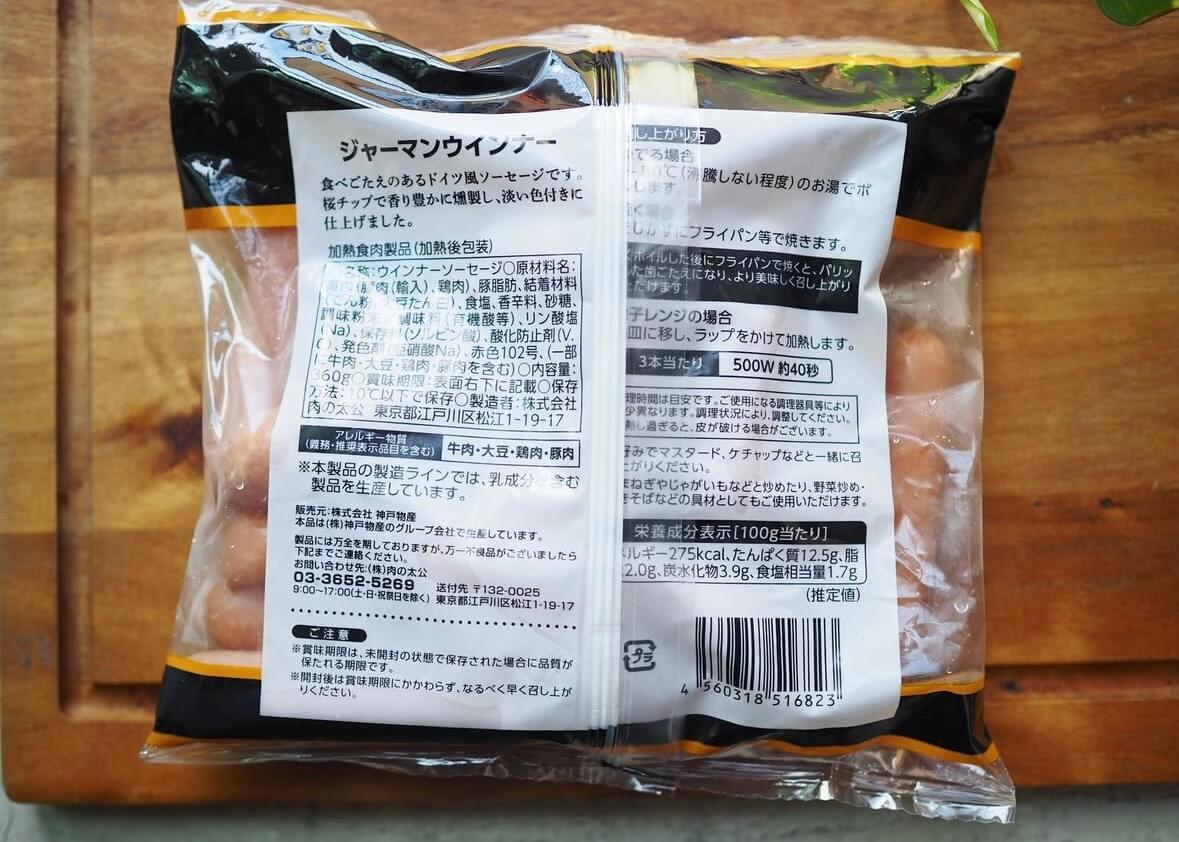 ジャーマンウインナー
食べごたえのあるドイツ風ソーセージです。
桜チップで香り豊かに燻製し、淡い色付きに
仕上げました。
加熱食肉製品(加熱後包装)
○名称:ウインナーソーセージ○原材料名:
肉(輸入)、鶏肉)、豚脂肪、結着材料
(でん粉、大豆たん白)、食塩、香辛料、砂糖、
調味粉末/調味料(有機酸等)、リン酸塩
(Na)、保存料(ソルビン酸)、酸化防止剤(V.
C)、発色剤(亜硝酸Na)、赤色102号、(一部
に牛肉・大豆・鶏肉・豚肉を含む)○内容量:
360g○賞味期限:表面右下に記載○保存
方法:10℃以下で保存○製造者:株式会社
肉の太公 東京都江戸川区松江1-19-17
アレルギー物質
(義務・推奨表示品目を含む)
牛肉・大豆・鶏肉・豚肉
※本製品の製造ラインでは、乳成分を含む
製品を生産しています。
販売元:株式会社 神戸物産
本品は(株)神戸物産のグループ会社で生産しています。
製品には万全を期しておりますが、万一不良品がございましたら
下記までご連絡ください。
お問い合わせ先:(株)肉の太公
03-3652-5269 送付先 〒132-0025
9:00~17:00(土・日・祝祭日を除く) 東京都江戸川区松江1-19-17
ご注意
※賞味期限は、未開封の状態で保存された場合に品質が
保たれる期限です。
※開封後は賞味期限にかかわらず、なるべく早く召し上が
りください。
し上がり方
でる場合
0℃(沸騰しない程度)のお湯でボ
します。
く場合
フライパン等で焼きます。
ボイルした後にフライパンで焼くと、パリッ
した歯ごたえになり、より美味しく召し上がり
だけます。
子レンジの場合
皿に移し、ラップをかけて加熱します。
3本当たり 500W 約40秒
理時間は目安です。ご使用になる調理器具等により
少異なります。調理状況により、調整してください。
熱し過ぎると、皮が破ける場合がございます。
好みでマスタード、ケチャップなどと一緒に召
上がりください。
まねぎやじゃがいもなどと炒めたり、野菜炒め・
きそばなどの具材としてもご使用いただけます。
栄養成分表示[100g当たり]
ルギー275kcal、たんぱく質12.5g、脂
2.0g、炭水化物3.9g、食塩相当量1.7g
(推定値)
プラ
4 560318 516823